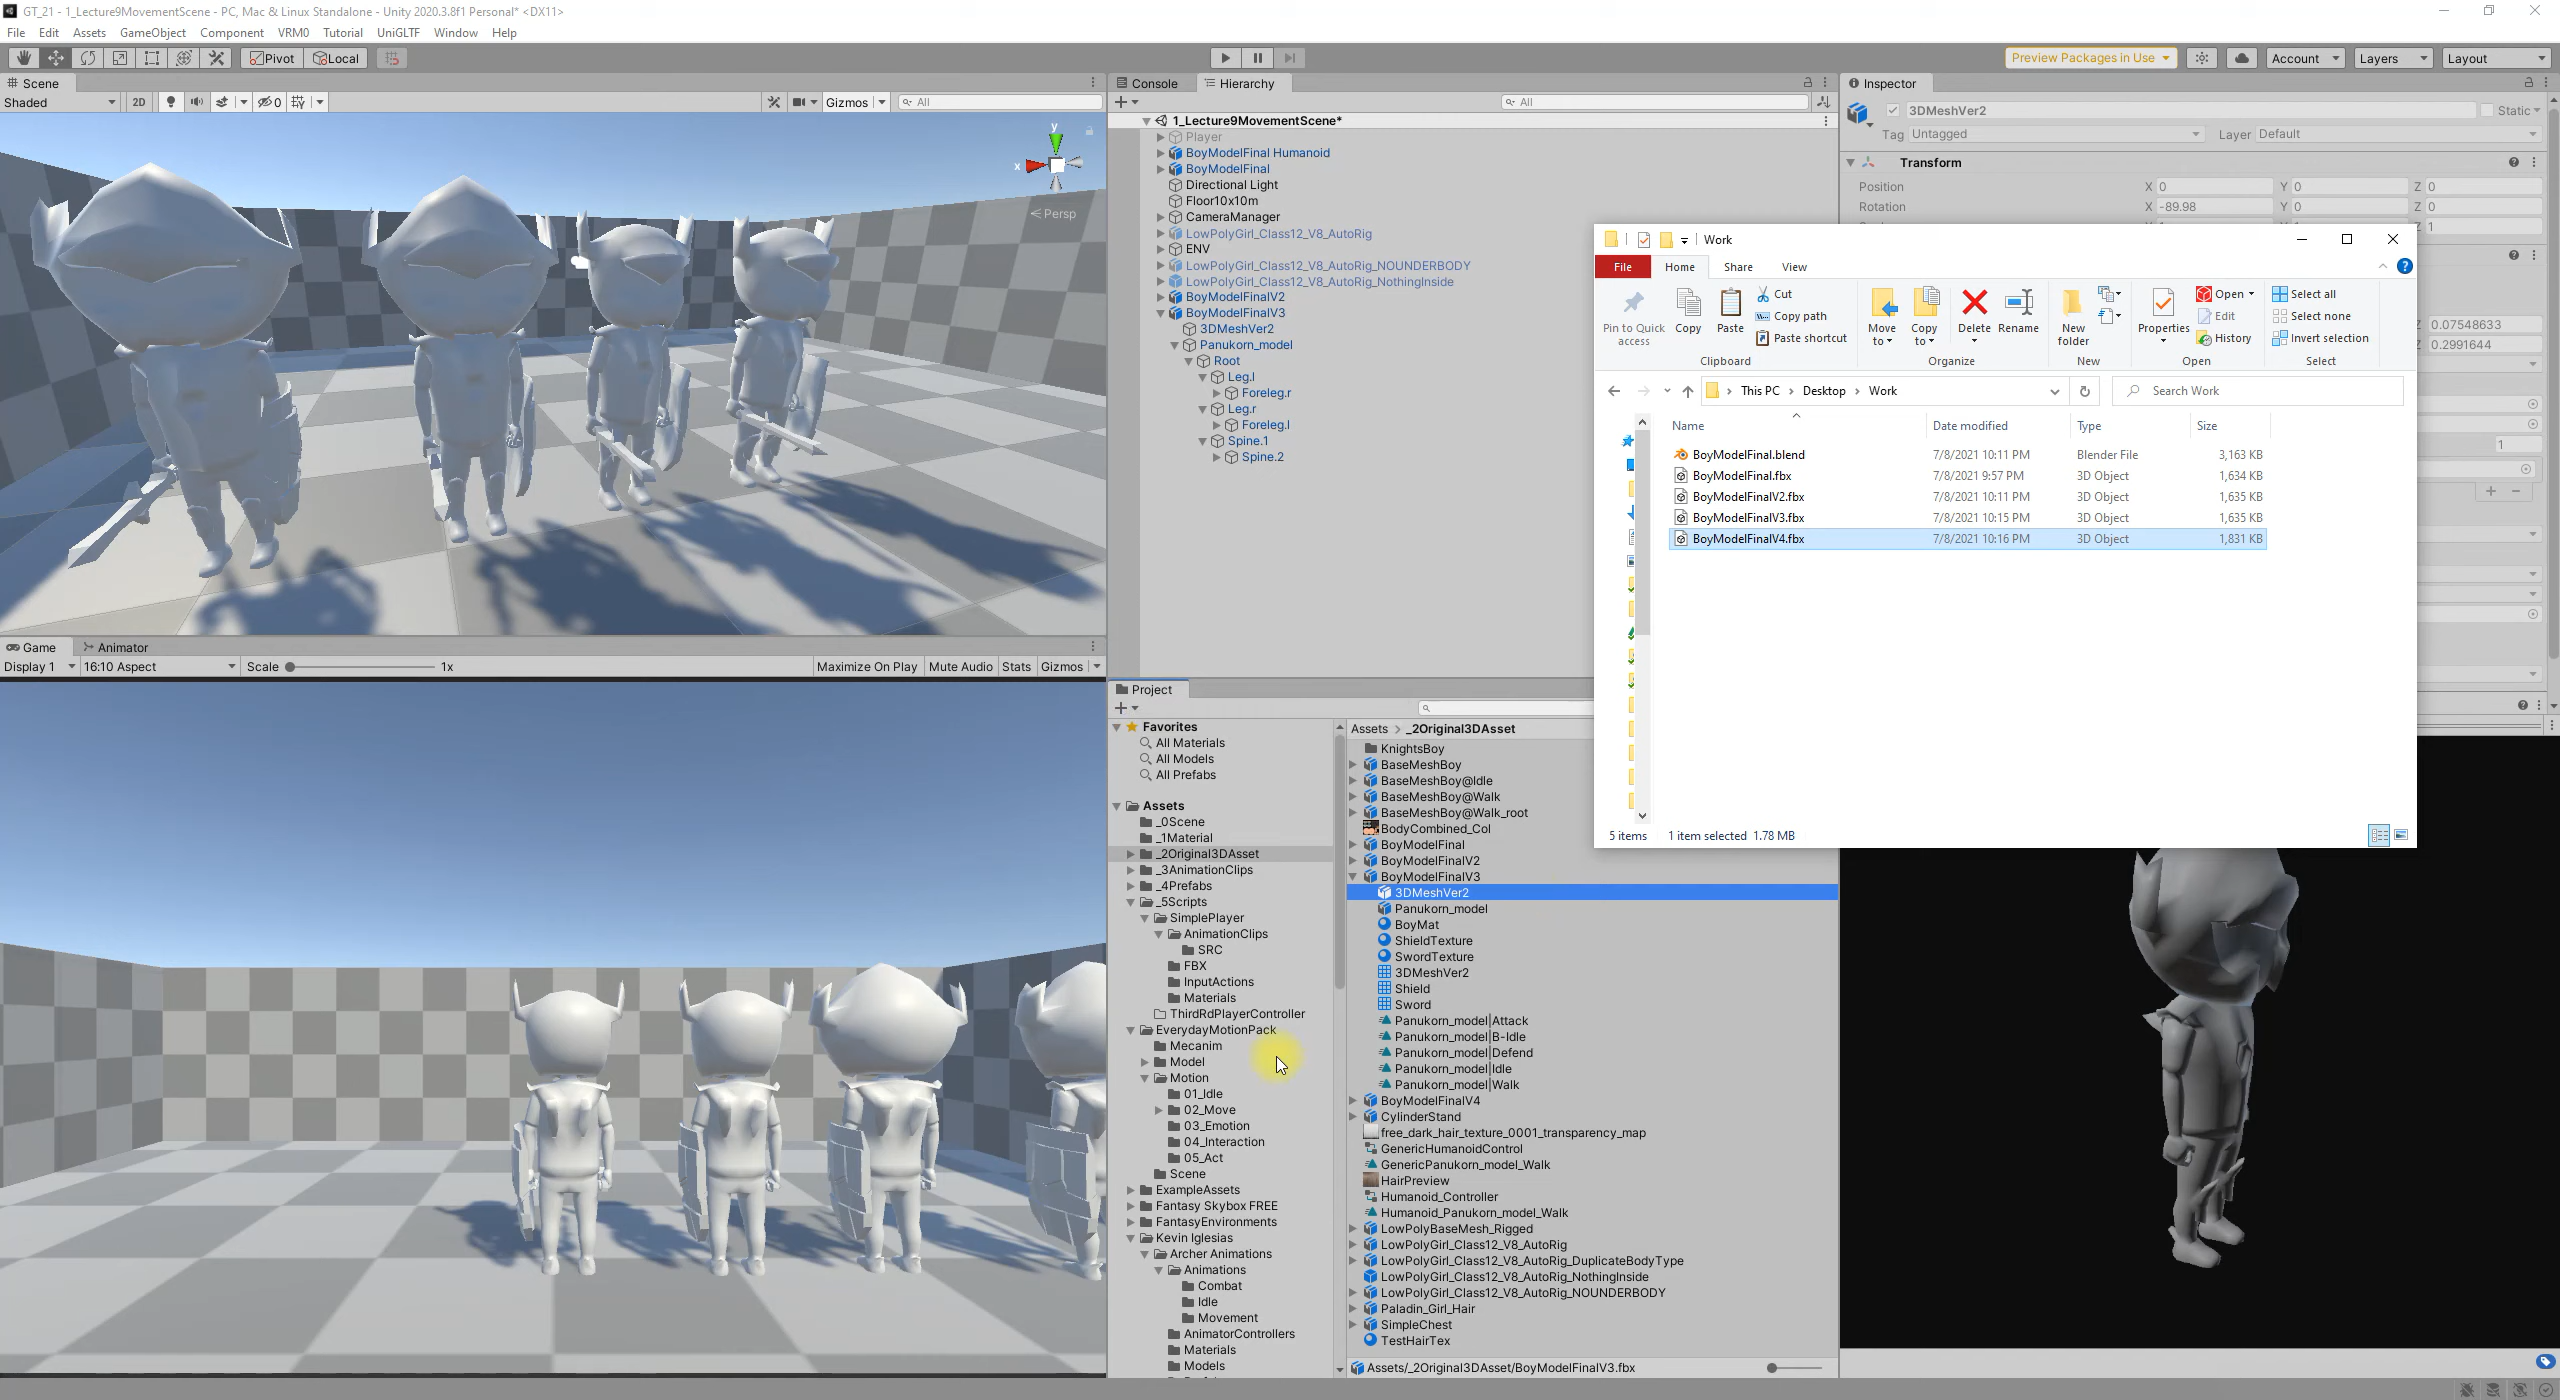 GT_21 - 1_Lecture9MovementScene - PC, Mac & Linux Standalone - Unity 2020.3.8f1 Personal* <DX11>
File Edit Assets GameObject Component VRM0 Tutorial UniGLTF Window Help
Pivot Local
Preview Packages in Use Account Layers Layout
Scene
Shaded 2D 0 Gizmos All
y
x
Persp
Console Hierarchy
All
1_Lecture9MovementScene*
Player
BoyModelFinal Humanoid
BoyModelFinal
Directional Light
Floor10x10m
CameraManager
LowPolyGirl_Class12_V8_AutoRig
ENV
LowPolyGirl_Class12_V8_AutoRig_NOUNDERBODY
LowPolyGirl_Class12_V8_AutoRig_NothingInside
BoyModelFinalV2
BoyModelFinalV3
3DMeshVer2
Panukorn_model
Root
Leg.l
Foreleg.r
Leg.r
Foreleg.l
Spine.1
Spine.2
Inspector
3DMeshVer2 Static
Tag Untagged Layer Default
Transform
Position X 0 Y 0 Z 0
Rotation X -89.98 Y 0 Z 0
1
Z 0.07548633
Z 0.2991644
1
Work
File Home Share View
Pin to Quick access Copy Paste Cut Copy path Paste shortcut
Move to Copy to Delete Rename New folder Properties Open Edit History
Select all Select none Invert selection
Clipboard Organize New Open Select
This PC Desktop Work Search Work
Name Date modified Type Size
BoyModelFinal.blend 7/8/2021 10:11 PM Blender File 3,163 KB
BoyModelFinal.fbx 7/8/2021 9:57 PM 3D Object 1,634 KB
BoyModelFinalV2.fbx 7/8/2021 10:11 PM 3D Object 1,635 KB
BoyModelFinalV3.fbx 7/8/2021 10:15 PM 3D Object 1,635 KB
BoyModelFinalV4.fbx 7/8/2021 10:16 PM 3D Object 1,831 KB
5 items 1 item selected 1.78 MB
Game Animator
Display 1 16:10 Aspect Scale 1x Maximize On Play Mute Audio Stats Gizmos
Project
Favorites
All Materials
All Models
All Prefabs
Assets
_0Scene
_1Material
_2Original3DAsset
_3AnimationClips
_4Prefabs
_5Scripts
SimplePlayer
AnimationClips
SRC
FBX
InputActions
Materials
ThirdRdPlayerController
EverydayMotionPack
Mecanim
Model
Motion
01_Idle
02_Move
03_Emotion
04_Interaction
05_Act
Scene
ExampleAssets
Fantasy Skybox FREE
FantasyEnvironments
Kevin Iglesias
Archer Animations
Animations
Combat
Idle
Movement
AnimatorControllers
Materials
Models
Assets > _2Original3DAsset
KnightsBoy
BaseMeshBoy
BaseMeshBoy@Idle
BaseMeshBoy@Walk
BaseMeshBoy@Walk_root
BodyCombined_Col
BoyModelFinal
BoyModelFinalV2
BoyModelFinalV3
3DMeshVer2
Panukorn_model
BoyMat
ShieldTexture
SwordTexture
3DMeshVer2
Shield
Sword
Panukorn_model|Attack
Panukorn_model|B-Idle
Panukorn_model|Defend
Panukorn_model|Idle
Panukorn_model|Walk
BoyModelFinalV4
CylinderStand
free_dark_hair_texture_0001_transparency_map
GenericHumanoidControl
GenericPanukorn_model_Walk
HairPreview
Humanoid_Controller
Humanoid_Panukorn_model_Walk
LowPolyBaseMesh_Rigged
LowPolyGirl_Class12_V8_AutoRig
LowPolyGirl_Class12_V8_AutoRig_DuplicateBodyType
LowPolyGirl_Class12_V8_AutoRig_NothingInside
LowPolyGirl_Class12_V8_AutoRig_NOUNDERBODY
Paladin_Girl_Hair
SimpleChest
TestHairTex
Assets/_2Original3DAsset/BoyModelFinalV3.fbx